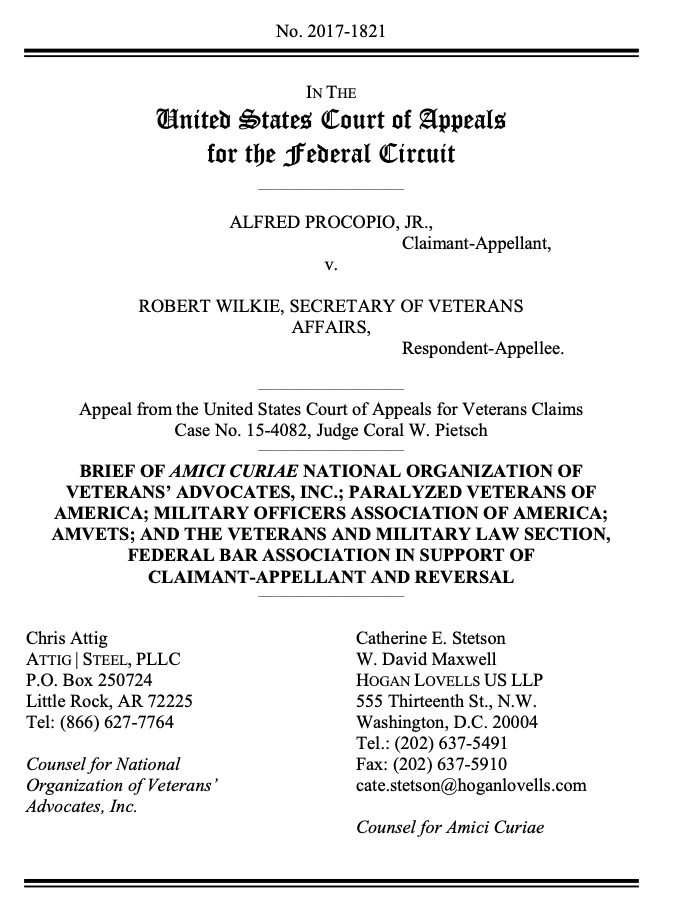 No. 2017-1821
IN THE
United States Court of Appeals
for the Federal Circuit
ALFRED PROCOPIO, JR.,
Claimant-Appellant,
v.
ROBERT WILKIE, SECRETARY OF VETERANS
AFFAIRS,
Respondent-Appellee.
Appeal from the United States Court of Appeals for Veterans Claims
Case No. 15-4082, Judge Coral W. Pietsch
BRIEF OF AMICI CURIAE NATIONAL ORGANIZATION OF
VETERANS’ ADVOCATES, INC.; PARALYZED VETERANS OF
AMERICA; MILITARY OFFICERS ASSOCIATION OF AMERICA;
AMVETS; AND THE VETERANS AND MILITARY LAW SECTION,
FEDERAL BAR ASSOCIATION IN SUPPORT OF
CLAIMANT-APPELLANT AND REVERSAL
Chris Attig
ATTIG | STEEL, PLLC
P.O. Box 250724
Little Rock, AR 72225
Tel: (866) 627-7764
Counsel for National
Organization of Veterans’
Advocates, Inc.
Catherine E. Stetson
W. David Maxwell
HOGAN LOVELLS US LLP
555 Thirteenth St., N.W.
Washington, D.C. 20004
Tel.: (202) 637-5491
Fax: (202) 637-5910
cate.stetson@hoganlovells.com
Counsel for Amici Curiae